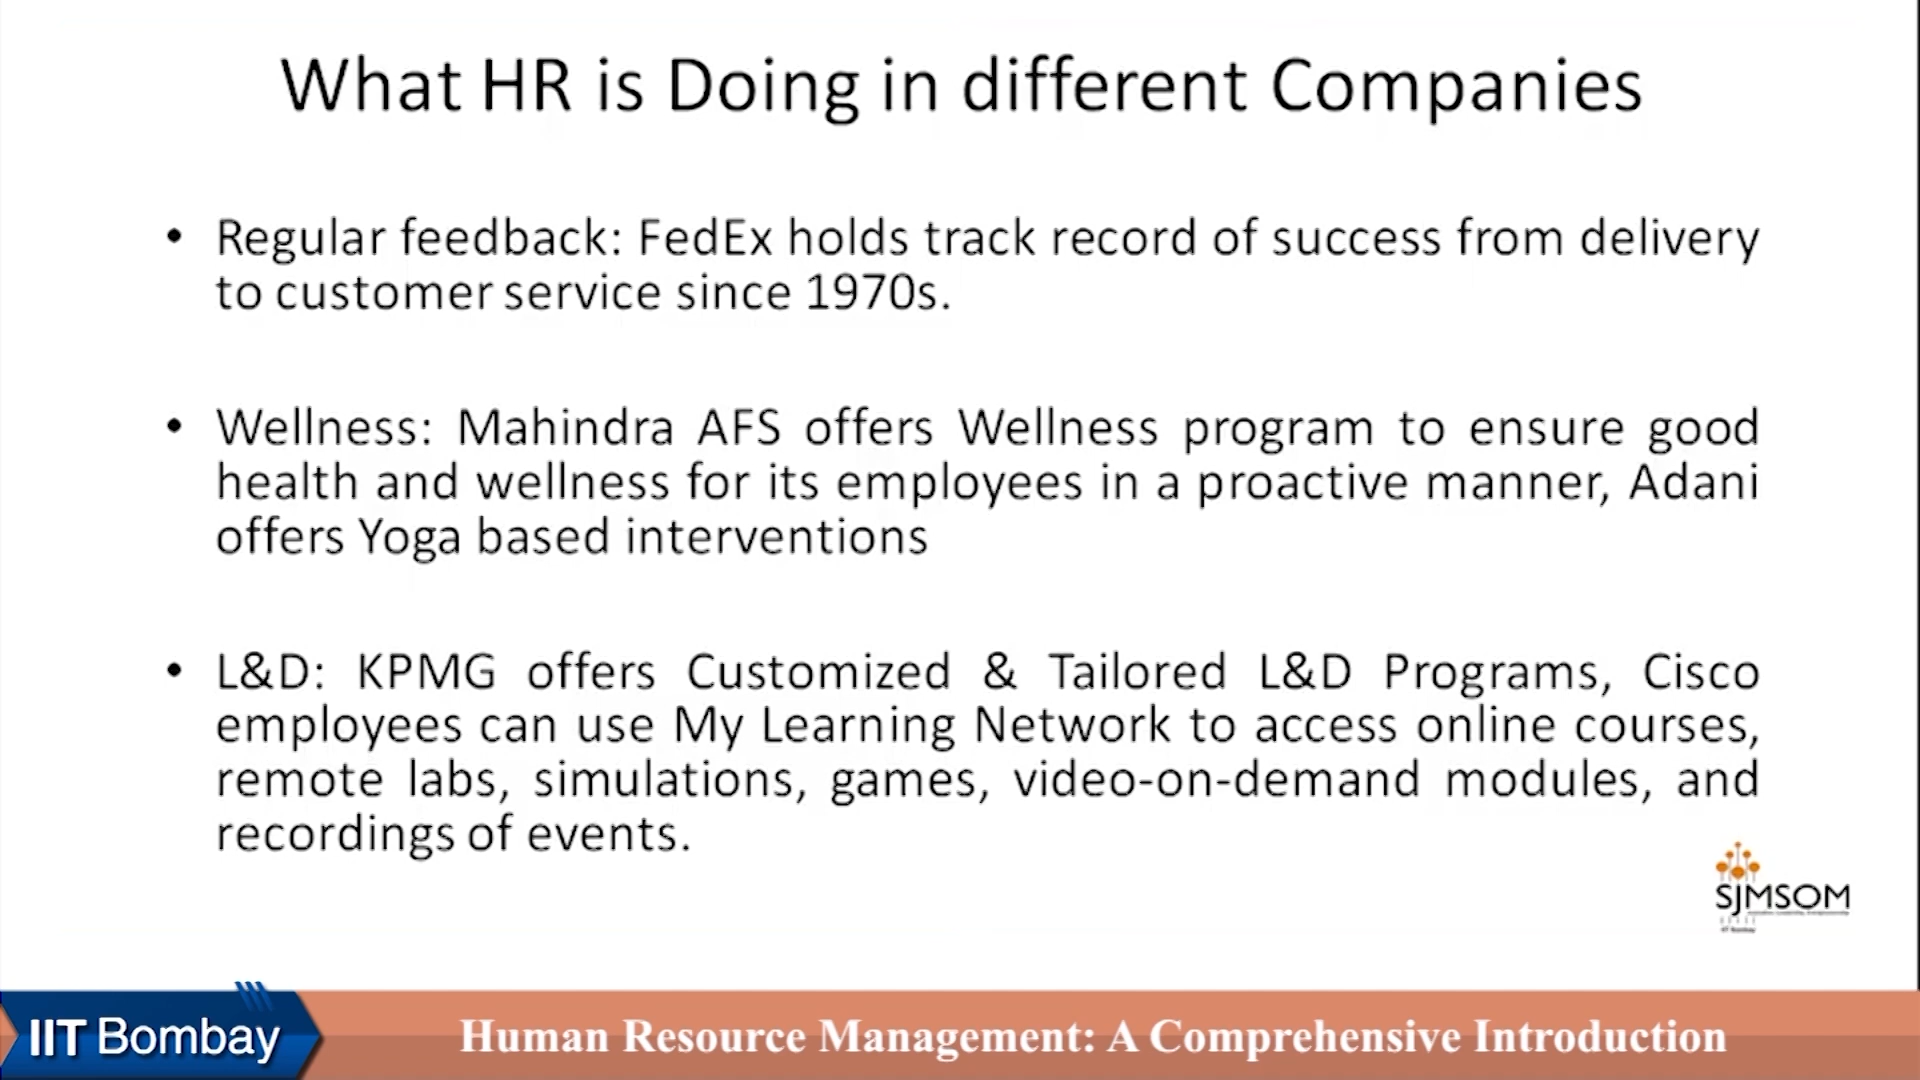 What HR is Doing in different Companies
• Regular feedback: FedEx holds track record of success from delivery
to customer service since 1970s.
• Wellness: Mahindra AFS offers Wellness program to ensure good
health and wellness for its employees in a proactive manner, Adani
offers Yoga based interventions
• L&D: KPMG offers Customized & Tailored L&D Programs, Cisco
employees can use My Learning Network to access online courses,
remote labs, simulations, games, video-on-demand modules, and
recordings of events.
SJMSOM
IIT Bombay
IIT Bombay
Human Resource Management: A Comprehensive Introduction